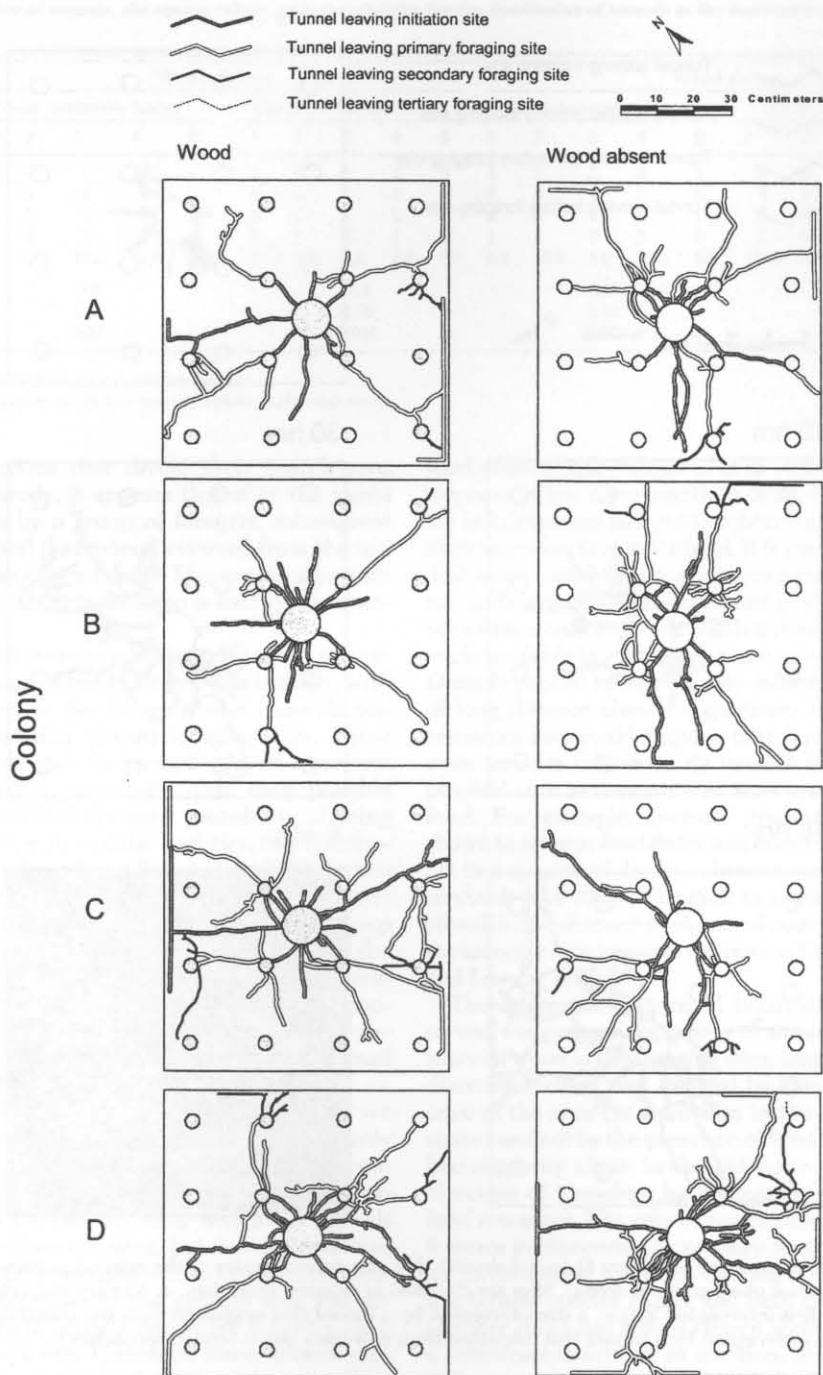 Tunnel leaving initiation site
Tunnel leaving primary foraging site
Tunnel leaving secondary foraging site
Tunnel leaving tertiary foraging site
0 10 20 30 Centimeters
N
Wood
Wood absent
A
B
Colony
C
D